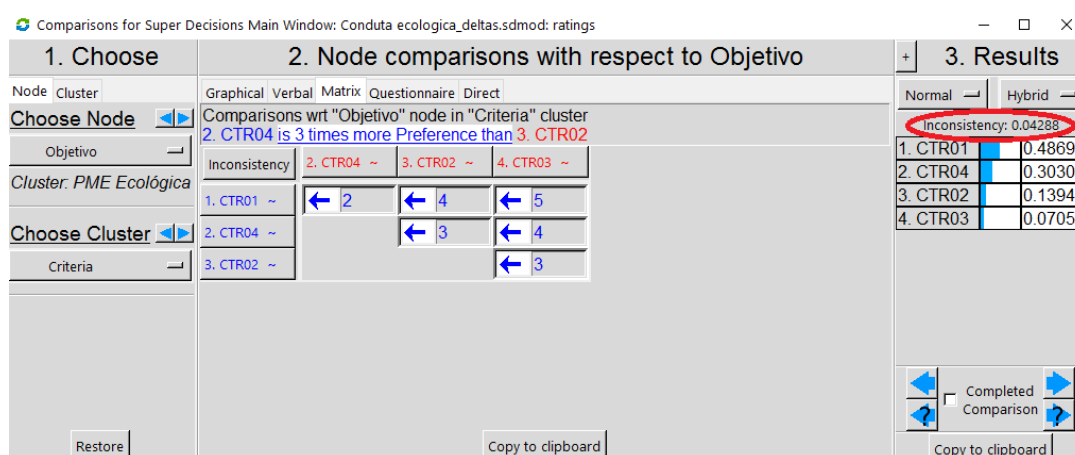 Comparisons for Super Decisions Main Window: Conduta ecologica_deltas.sdmod: ratings
1. Choose
Node Cluster
Choose Node
Objetivo
Cluster: PME Ecológica
Choose Cluster
Criteria
Restore
2. Node comparisons with respect to Objetivo
Graphical Verbal Matrix Questionnaire Direct
Comparisons wrt "Objetivo" node in "Criteria" cluster
2. CTR04 is 3 times more Preference than 3. CTR02
Inconsistency 2. CTR04 ~ 3. CTR02 ~ 4. CTR03 ~
1. CTR01 ~ 2 4 5
2. CTR04 ~ 3 4
3. CTR02 ~ 3
Copy to clipboard
+ 3. Results
Normal Hybrid
Inconsistency: 0.04288
1. CTR01 0.4869
2. CTR04 0.3030
3. CTR02 0.1394
4. CTR03 0.0705
Completed
Comparison
? ?
Copy to clipboard